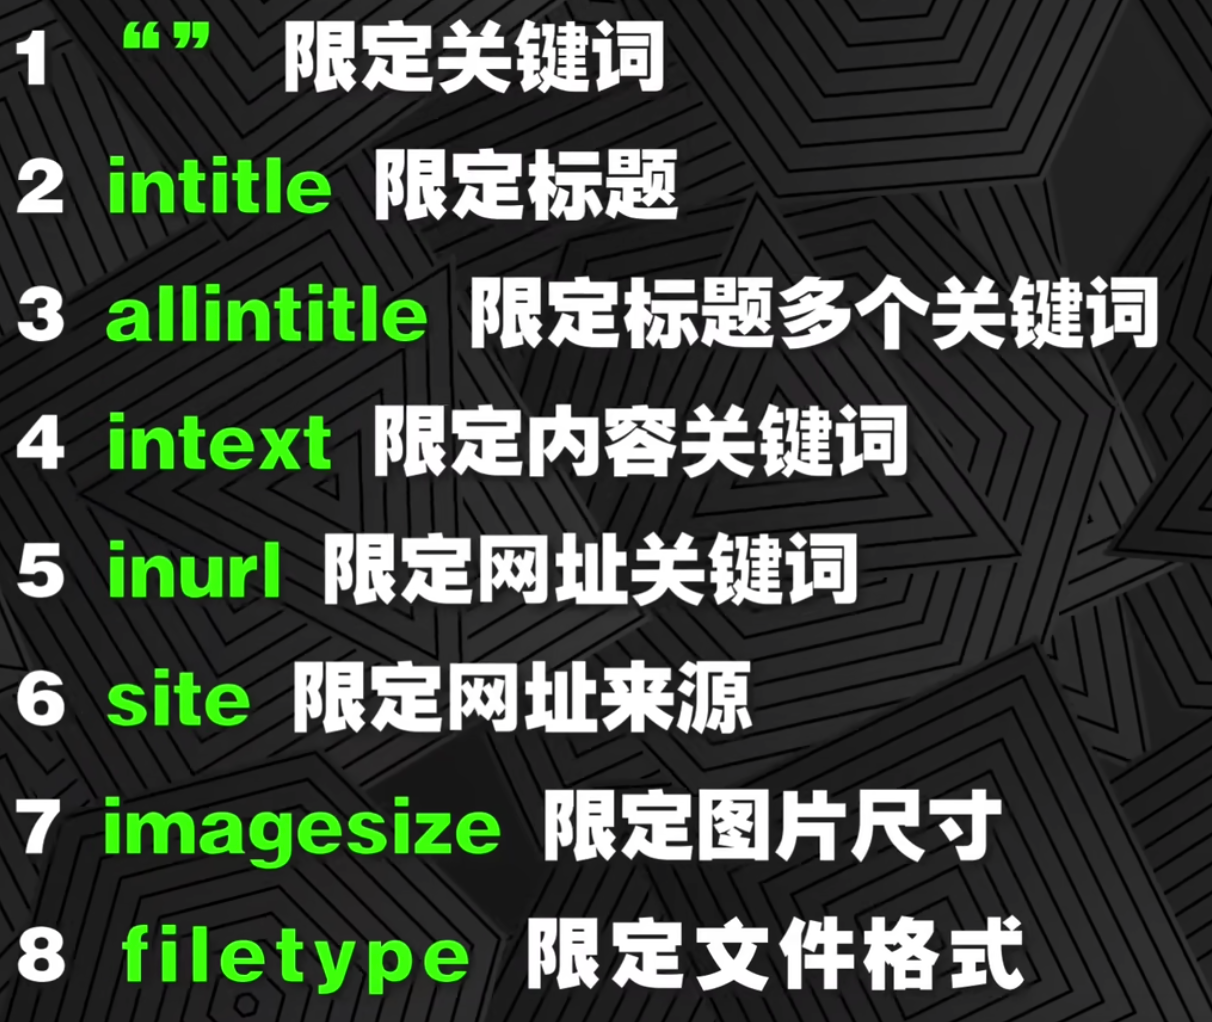 1 “” 限定关键词
2 intitle 限定标题
3 allintitle 限定标题多个关键词
4 intext 限定内容关键词
5 inurl 限定网址关键词
6 site 限定网址来源
7 imagesize 限定图片尺寸
8 filetype 限定文件格式